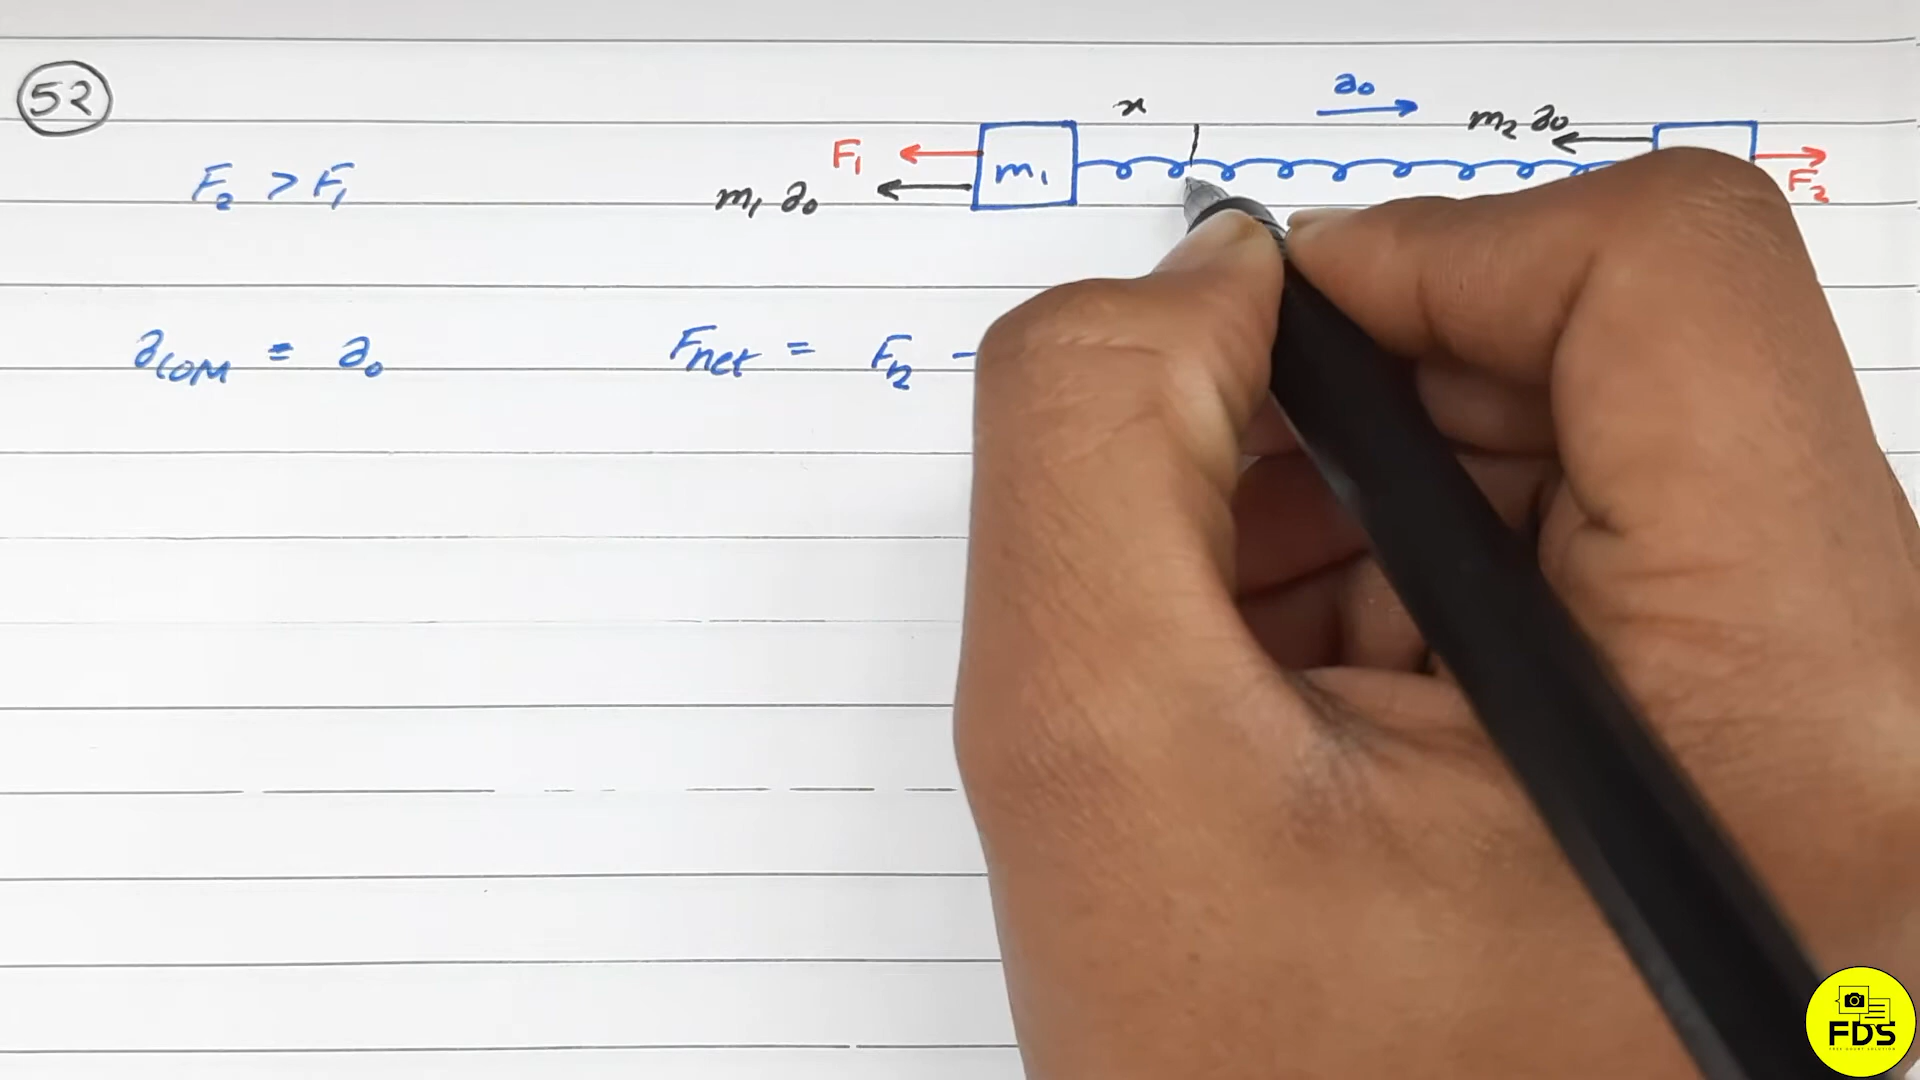 52
x
a₀
m₂ a₀
F₁
m₁
F₂
F₂ > F₁
m₁ a₀
a_COM = a₀
F_net = F₂ -
FDS